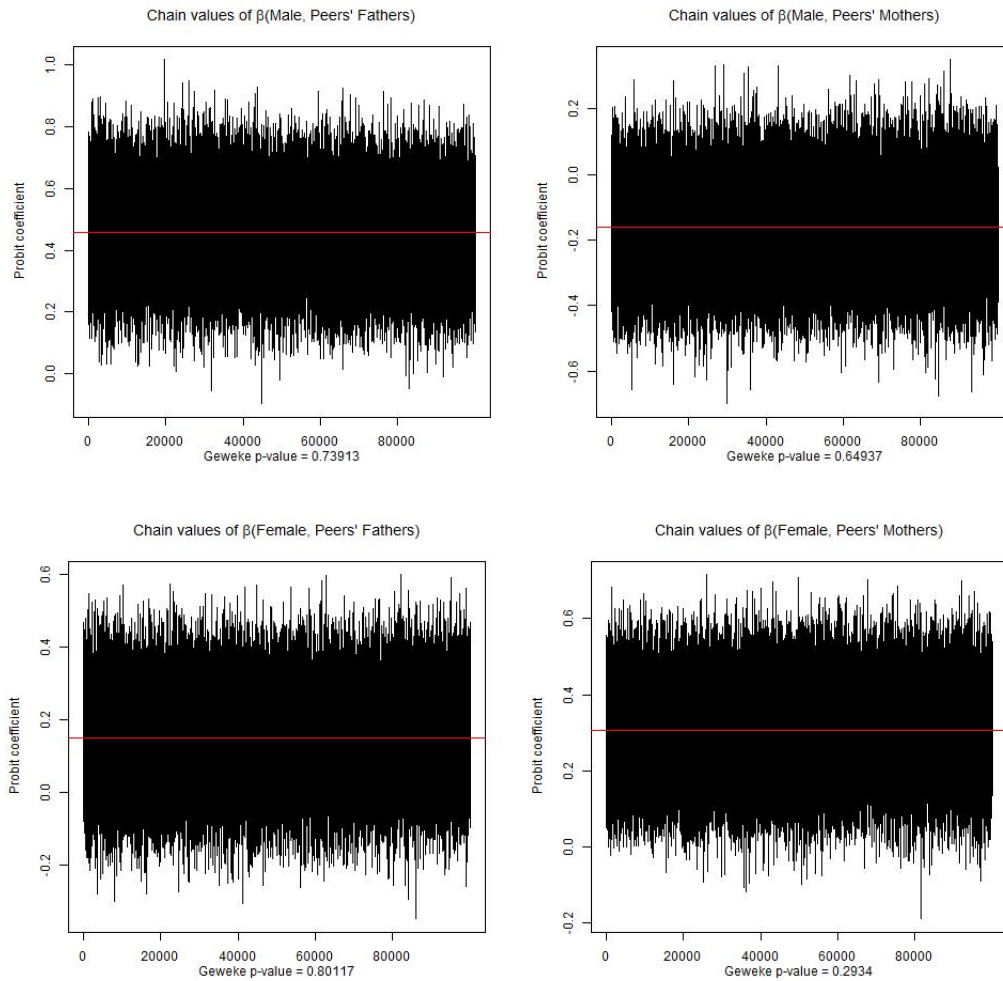 Chain values of β(Male, Peers' Fathers)
Probit coefficient
1.0
0.8
0.6
0.4
0.2
0.0
0 20000 40000 60000 80000
Geweke p-value = 0.73913
Chain values of β(Male, Peers' Mothers)
Probit coefficient
0.2
0.0
-0.2
-0.4
-0.6
0 20000 40000 60000 80000
Geweke p-value = 0.64937
Chain values of β(Female, Peers' Fathers)
Probit coefficient
0.6
0.4
0.2
0.0
-0.2
0 20000 40000 60000 80000
Geweke p-value = 0.80117
Chain values of β(Female, Peers' Mothers)
Probit coefficient
0.6
0.4
0.2
0.0
-0.2
0 20000 40000 60000 80000
Geweke p-value = 0.2934